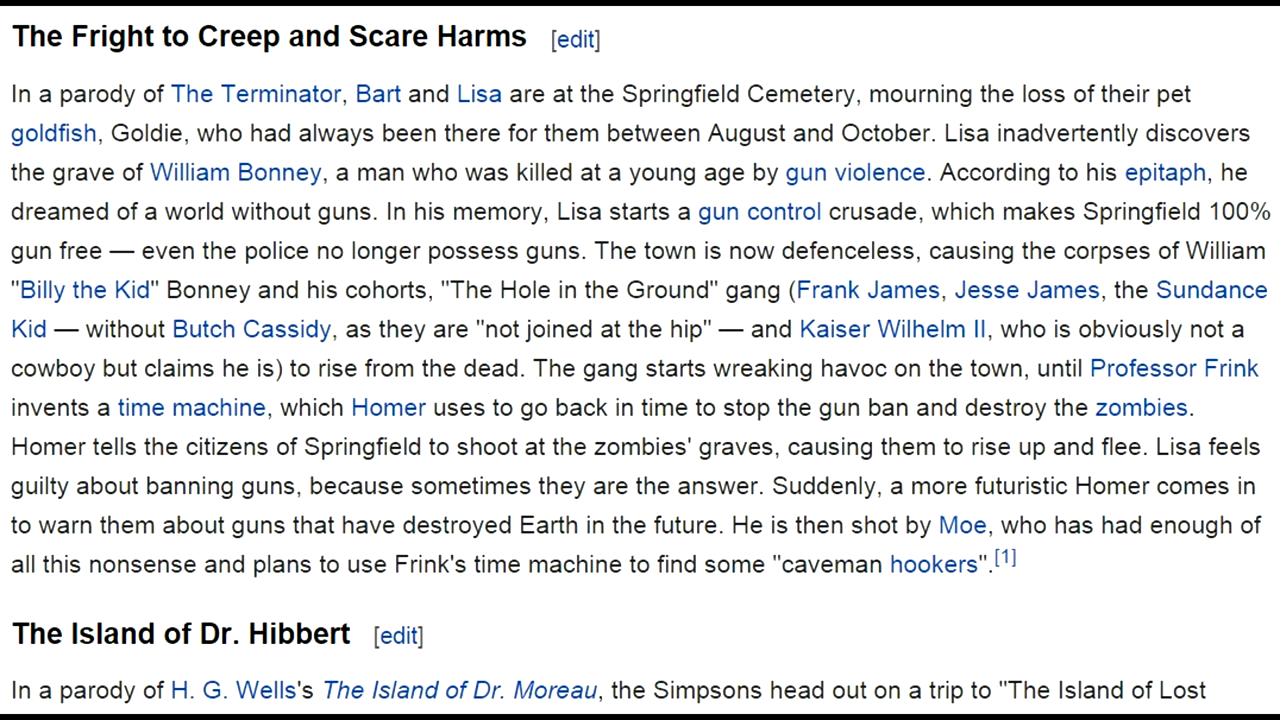 The Fright to Creep and Scare Harms [edit]
In a parody of The Terminator, Bart and Lisa are at the Springfield Cemetery, mourning the loss of their pet
goldfish, Goldie, who had always been there for them between August and October. Lisa inadvertently discovers
the grave of William Bonney, a man who was killed at a young age by gun violence. According to his epitaph, he
dreamed of a world without guns. In his memory, Lisa starts a gun control crusade, which makes Springfield 100%
gun free — even the police no longer possess guns. The town is now defenceless, causing the corpses of William
"Billy the Kid" Bonney and his cohorts, "The Hole in the Ground" gang (Frank James, Jesse James, the Sundance
Kid — without Butch Cassidy, as they are "not joined at the hip" — and Kaiser Wilhelm II, who is obviously not a
cowboy but claims he is) to rise from the dead. The gang starts wreaking havoc on the town, until Professor Frink
invents a time machine, which Homer uses to go back in time to stop the gun ban and destroy the zombies.
Homer tells the citizens of Springfield to shoot at the zombies' graves, causing them to rise up and flee. Lisa feels
guilty about banning guns, because sometimes they are the answer. Suddenly, a more futuristic Homer comes in
to warn them about guns that have destroyed Earth in the future. He is then shot by Moe, who has had enough of
all this nonsense and plans to use Frink's time machine to find some "caveman hookers".[1]
The Island of Dr. Hibbert [edit]
In a parody of H. G. Wells's The Island of Dr. Moreau, the Simpsons head out on a trip to "The Island of Lost